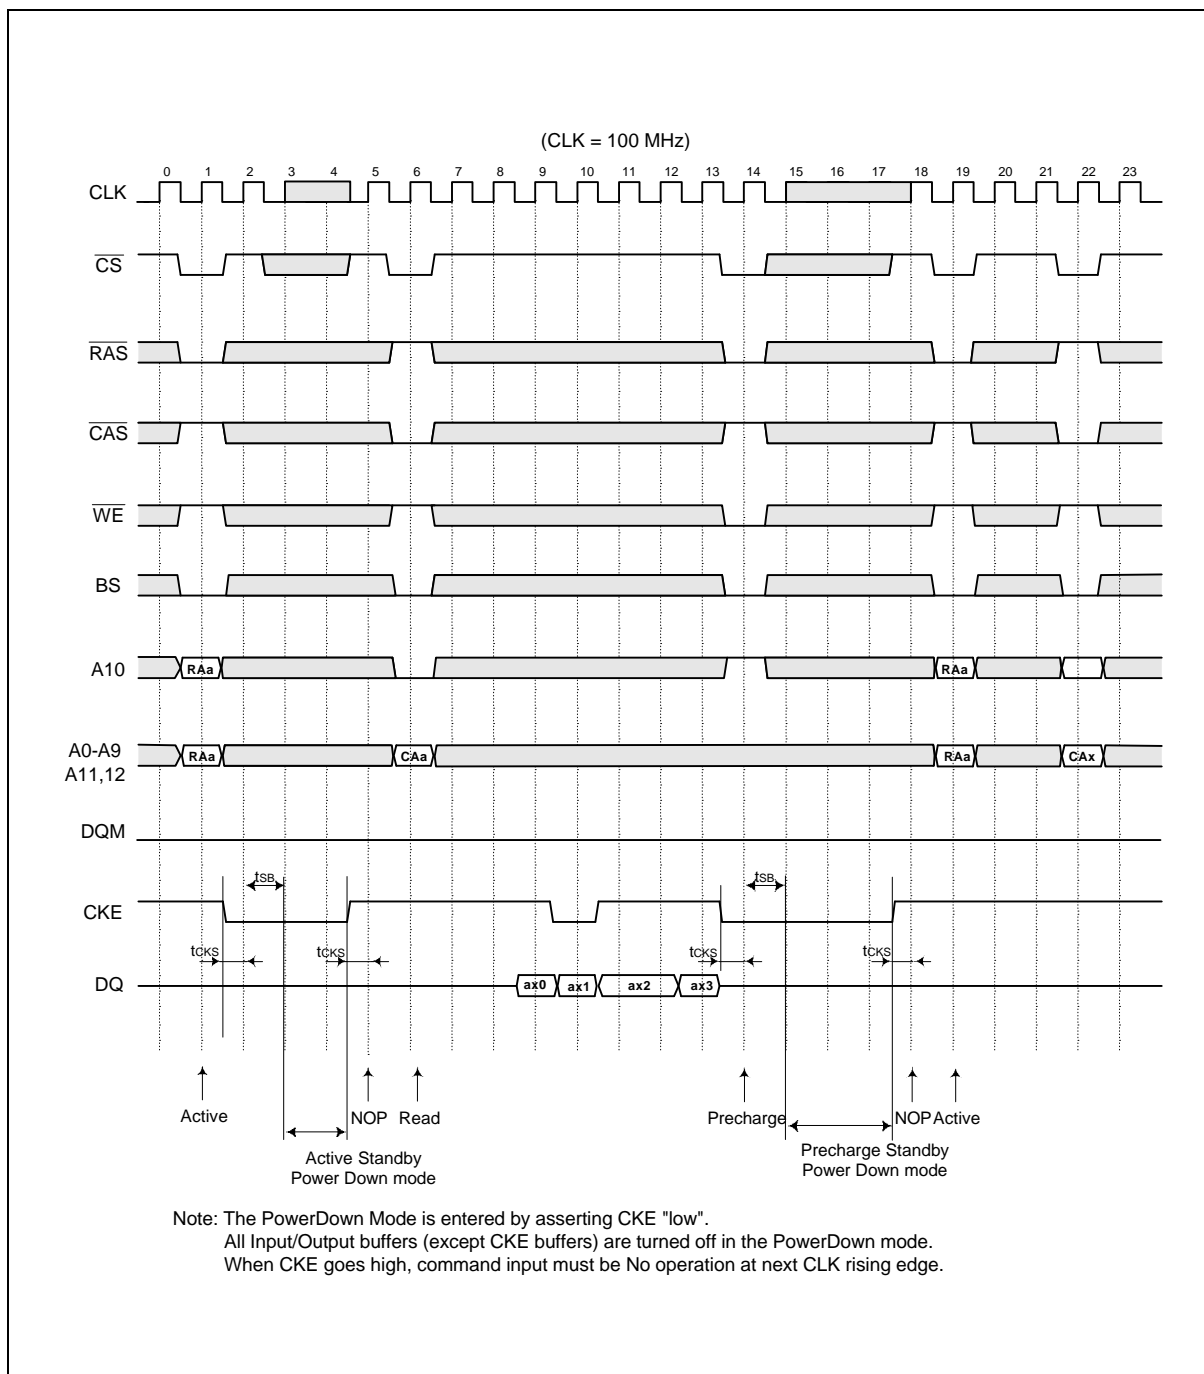 (CLK = 100 MHz)
0 1 2 3 4 5 6 7 8 9 10 11 12 13 14 15 16 17 18 19 20 21 22 23
CLK
CS
RAS
CAS
WE
BS
A10 RAa RAa
A0-A9
A11,12
RAa CAa RAa CAx
DQM
tSB tSB
CKE
tCKS tCKS tCKS tCKS
DQ ax0 ax1 ax2 ax3
Active NOP Read Precharge NOP Active
Active Standby
Power Down mode
Precharge Standby
Power Down mode
Note: The PowerDown Mode is entered by asserting CKE "low".
All Input/Output buffers (except CKE buffers) are turned off in the PowerDown mode.
When CKE goes high, command input must be No operation at next CLK rising edge.